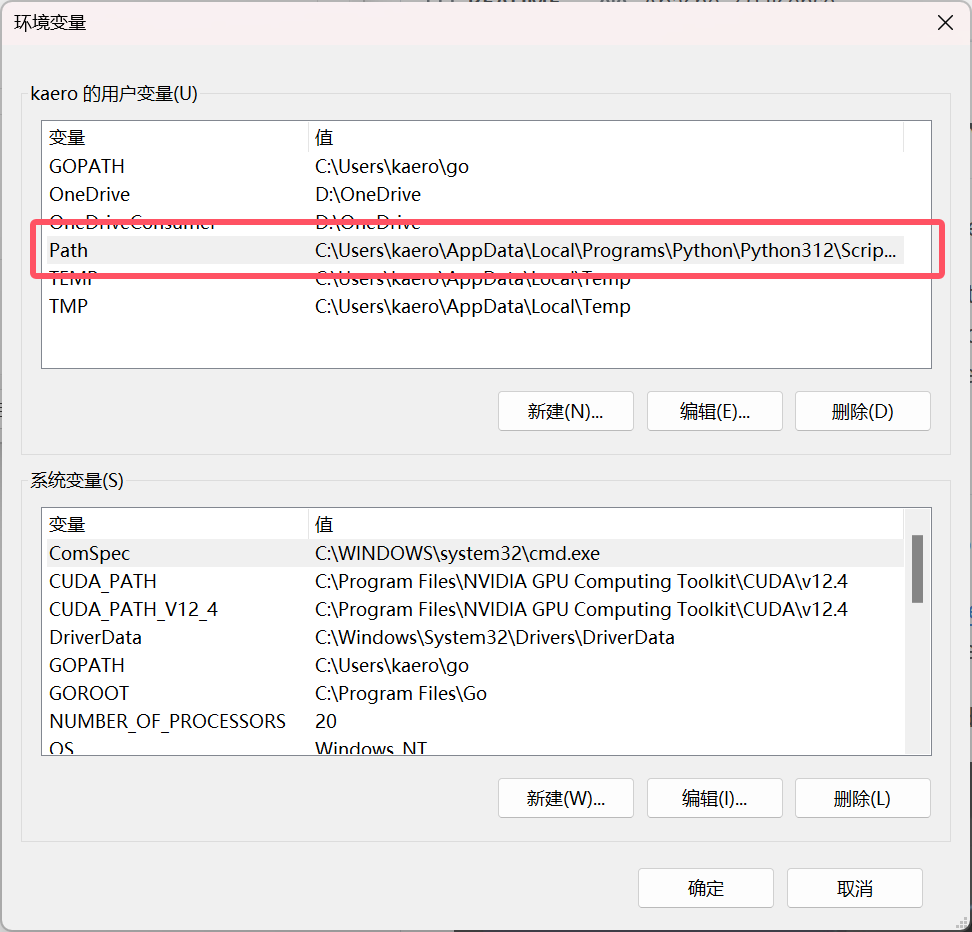 环境变量
kaero 的用户变量(U)
变量 值
GOPATH C:\Users\kaero\go
OneDrive D:\OneDrive
OneDriveConsumer D:\OneDrive
Path C:\Users\kaero\AppData\Local\Programs\Python\Python312\Scrip...
TEMP C:\Users\kaero\AppData\Local\Temp
TMP C:\Users\kaero\AppData\Local\Temp
新建(N)... 编辑(E)... 删除(D)
系统变量(S)
变量 值
ComSpec C:\WINDOWS\system32\cmd.exe
CUDA_PATH C:\Program Files\NVIDIA GPU Computing Toolkit\CUDA\v12.4
CUDA_PATH_V12_4 C:\Program Files\NVIDIA GPU Computing Toolkit\CUDA\v12.4
DriverData C:\Windows\System32\Drivers\DriverData
GOPATH C:\Users\kaero\go
GOROOT C:\Program Files\Go
NUMBER_OF_PROCESSORS 20
OS Windows_NT
新建(W)... 编辑(I)... 删除(L)
确定 取消